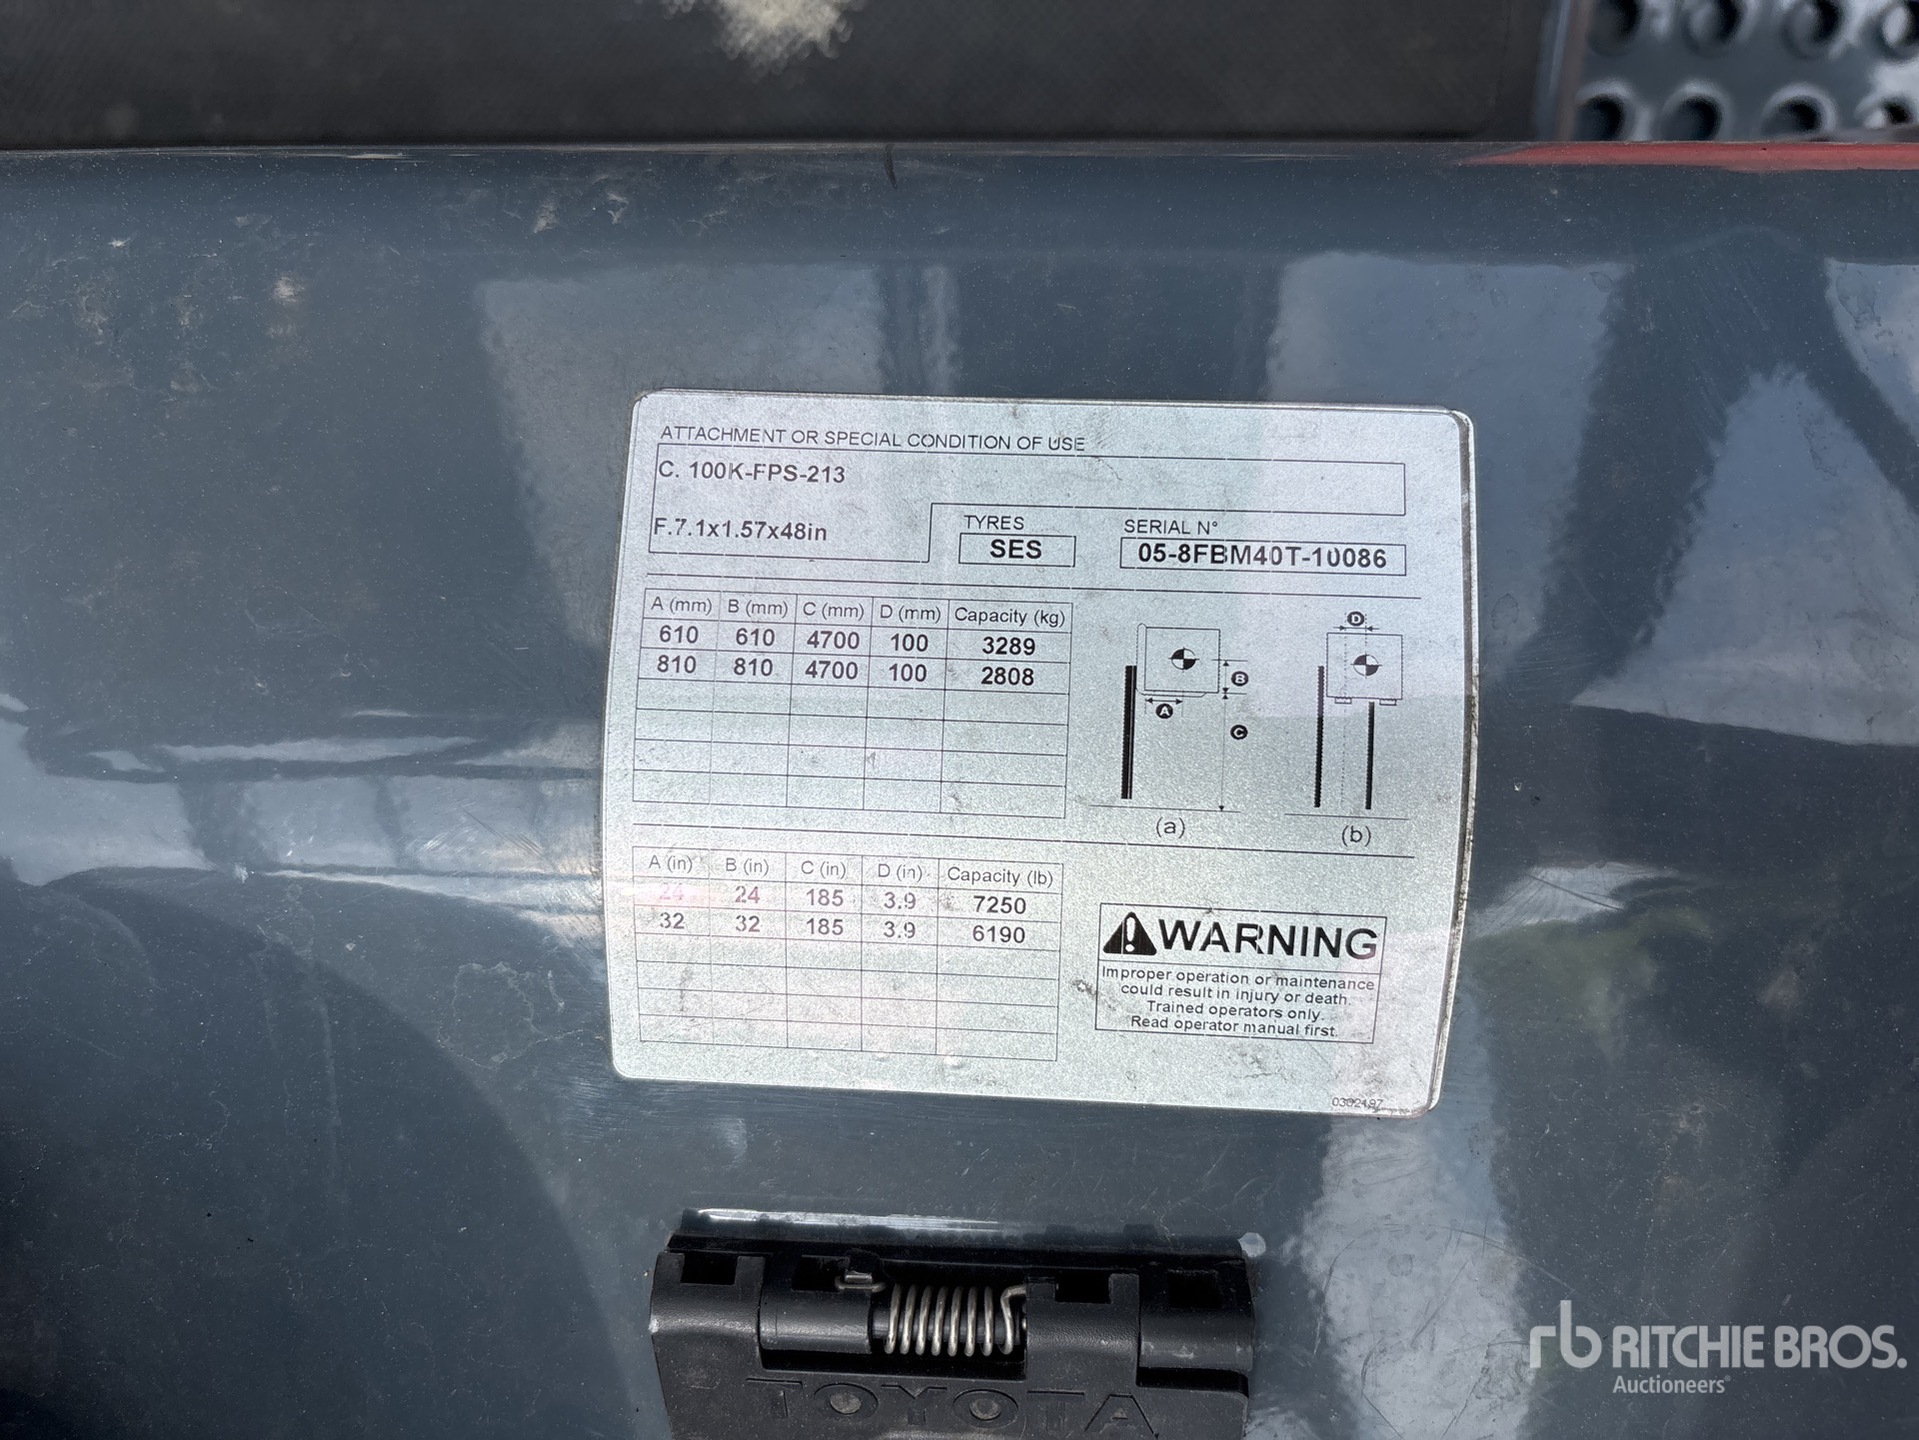 ATTACHMENT OR SPECIAL CONDITION OF USE
C. 100K-FPS-213
F.7.1x1.57x48in
TYRES
SES
SERIAL N°
05-8FBM40T-10086
A (mm) B (mm) C (mm) D (mm) Capacity (kg)
610 610 4700 100 3289
810 810 4700 100 2808
D
B
A
C
(a)
(b)
A (in) B (in) C (in) D (in) Capacity (lb)
24 24 185 3.9 7250
32 32 185 3.9 6190
WARNING
Improper operation or maintenance
could result in injury or death.
Trained operators only.
Read operator manual first.
0302497
TOYOTA
rb RITCHIE BROS.
Auctioneers®